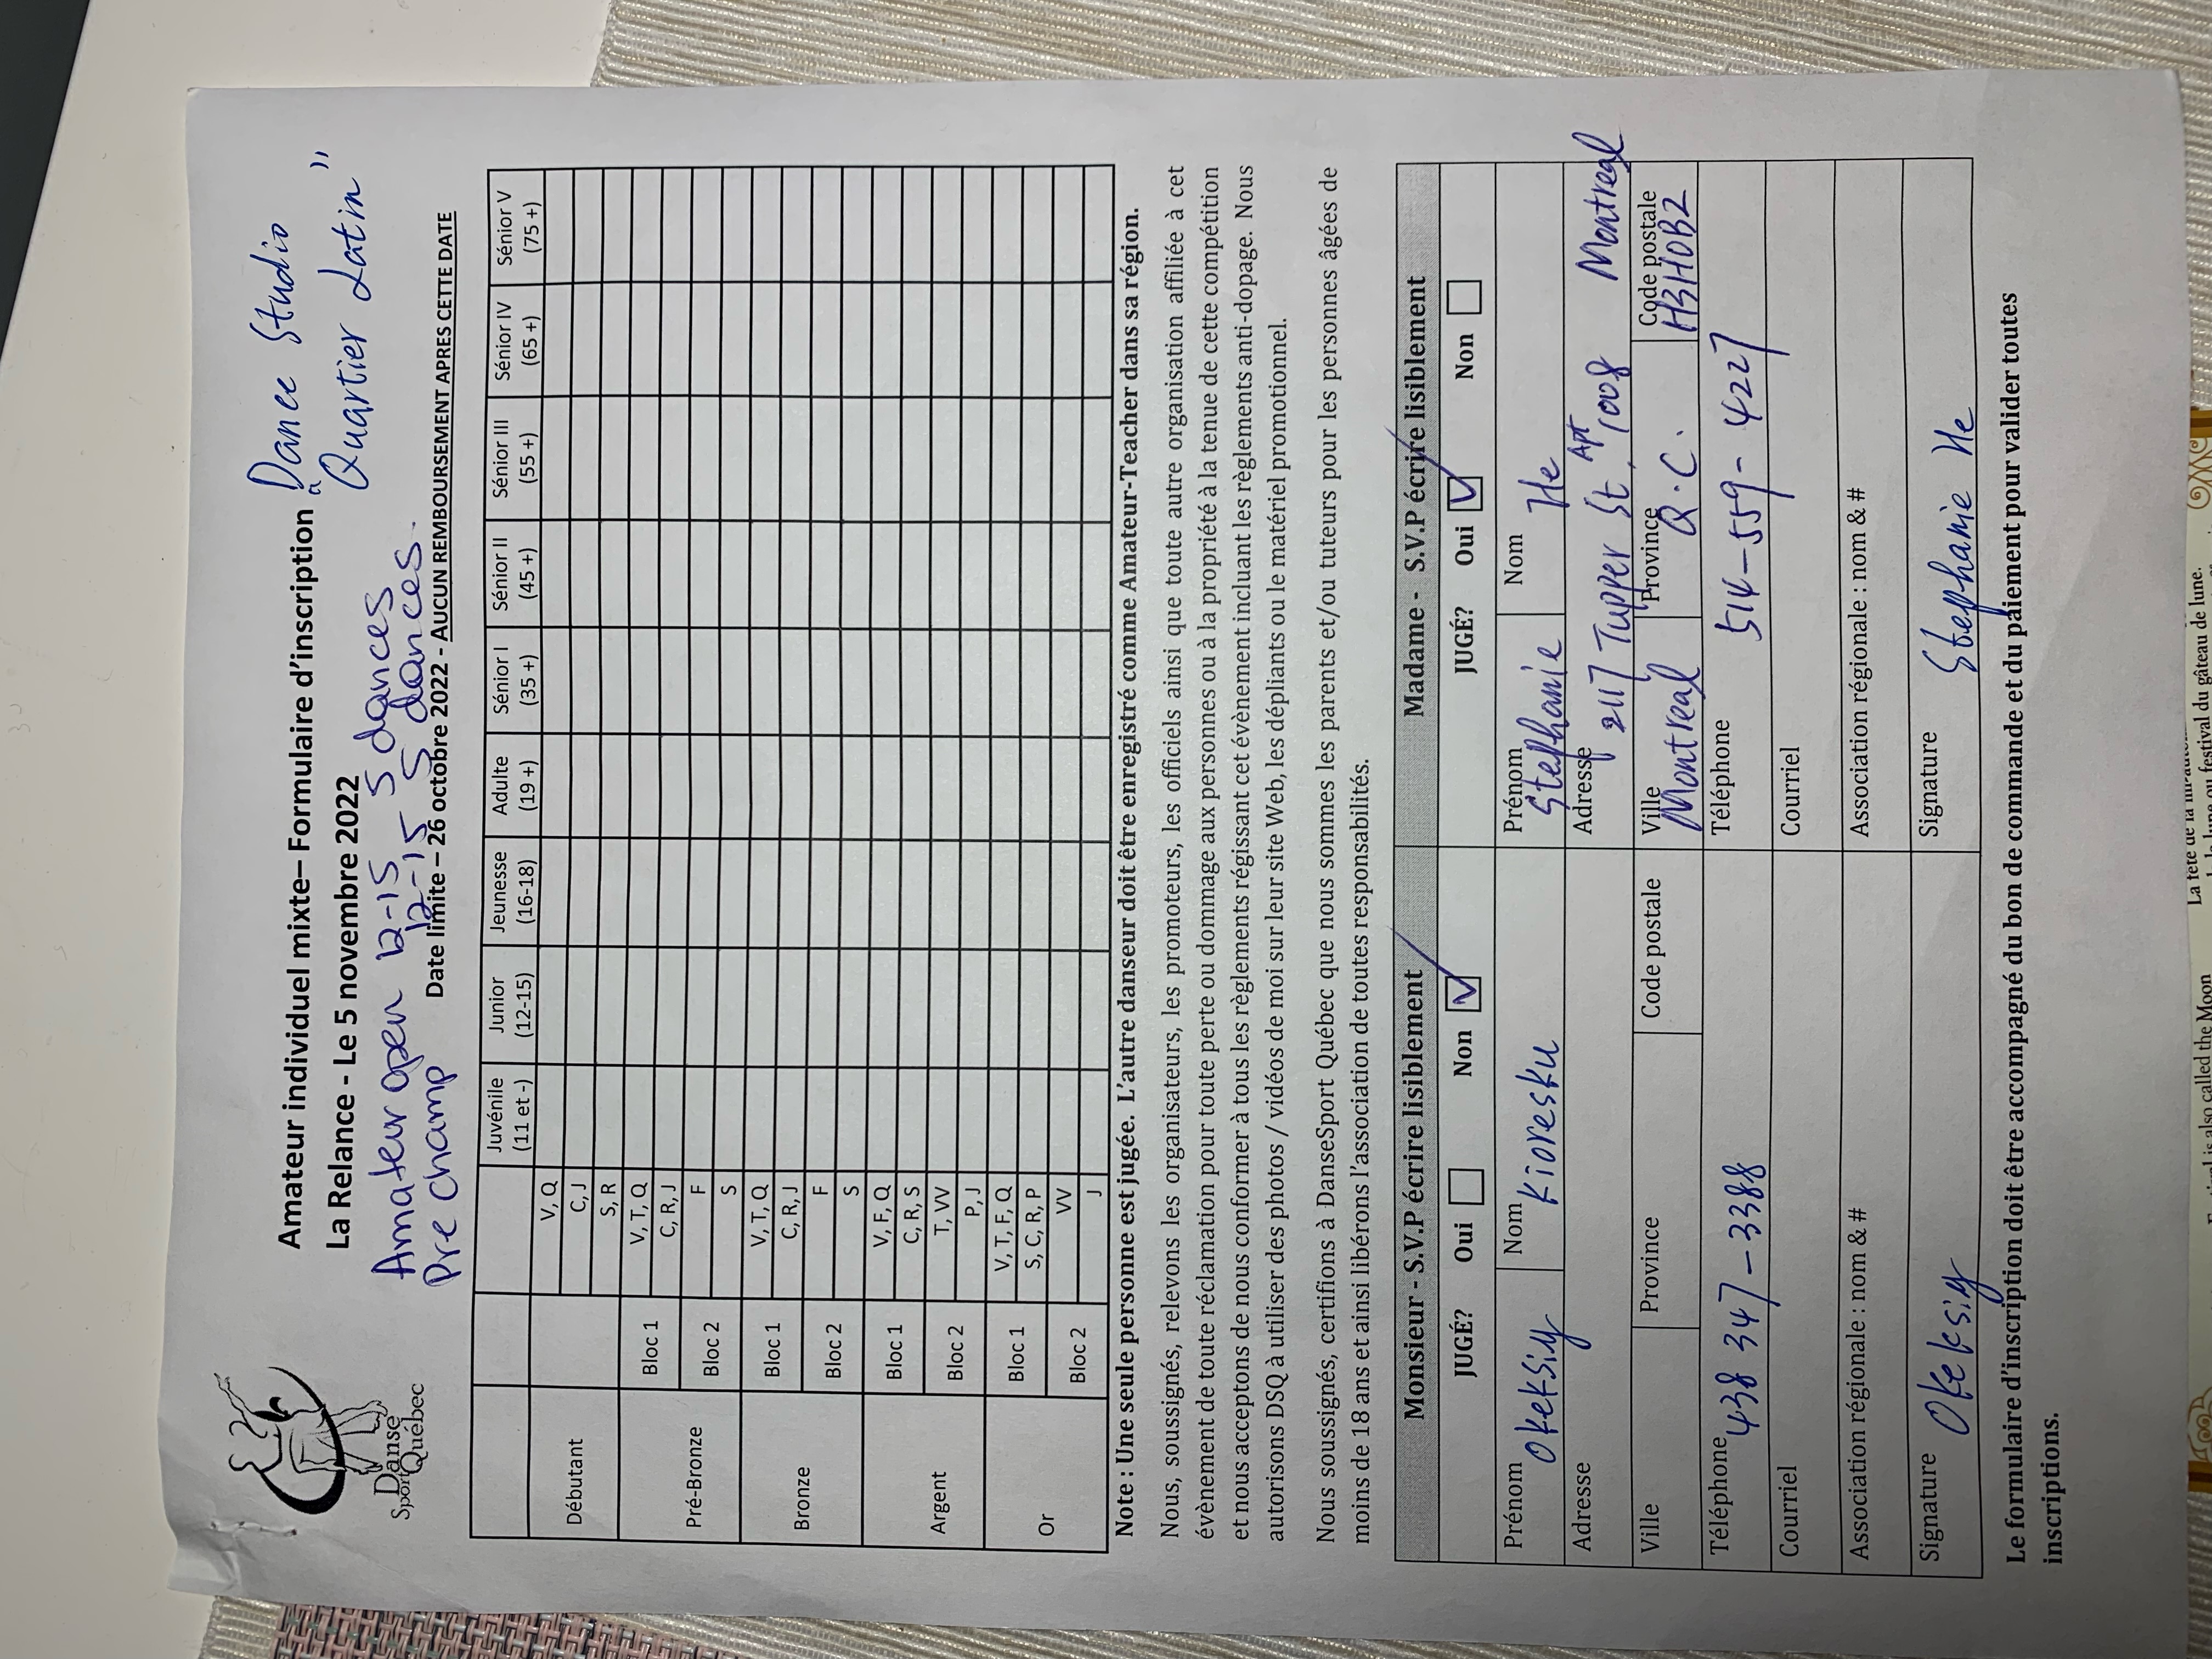 Danse
Sport Québec
Amateur individuel mixte– Formulaire d'inscription
La Relance - Le 5 novembre 2022
Dance Studio
"Quartier Latin"
Amateur open 12-15 5 dances
Pre champ 12-15 5 dances.
Date limite – 26 octobre 2022 - AUCUN REMBOURSEMENT APRES CETTE DATE
Juvénile (11 et -) Junior (12-15) Jeunesse (16-18) Adulte (19 +) Sénior I (35 +) Sénior II (45 +) Sénior III (55 +) Sénior IV (65 +) Sénior V (75 +)
Débutant V, Q
C, J
S, R
Pré-Bronze Bloc 1 V, T, Q
C, R, J
Bloc 2 F
S
Bronze Bloc 1 V, T, Q
C, R, J
Bloc 2 F
S
Argent Bloc 1 V, F, Q
C, R, S
Bloc 2 T, VV
P, J
Or Bloc 1 V, T, F, Q
S, C, R, P
Bloc 2 VV
J
Note : Une seule personne est jugée. L'autre danseur doit être enregistré comme Amateur-Teacher dans sa région.
Nous, soussignés, relevons les organisateurs, les promoteurs, les officiels ainsi que toute autre organisation affiliée à cet
évènement de toute réclamation pour toute perte ou dommage aux personnes ou à la propriété à la tenue de cette compétition
et nous acceptons de nous conformer à tous les règlements régissant cet évènement incluant les règlements anti-dopage. Nous
autorisons DSQ à utiliser des photos / vidéos de moi sur leur site Web, les dépliants ou le matériel promotionnel.
Nous soussignés, certifions à DanseSport Québec que nous sommes les parents et/ou tuteurs pour les personnes âgées de
moins de 18 ans et ainsi libérons l'association de toutes responsabilités.
Monsieur - S.V.P écrire lisiblement Madame - S.V.P écrire lisiblement
JUGÉ? Oui Non JUGÉ? Oui Non
Prénom Okeksiy Nom Kioresku Prénom Stephanie Nom He
Adresse Adresse 2117 Tupper St, Apt 1008 Montreal
Ville Province Code postale Ville Montreal Province Q.C. Code postale H3H0B2
Téléphone 438 347-3388 Téléphone 514-559-4227
Courriel Courriel
Association régionale : nom & # Association régionale : nom & #
Signature Okeksiy Signature Stephanie He
Le formulaire d'inscription doit être accompagné du bon de commande et du paiement pour valider toutes
inscriptions.
is also called the Moon
La fête de la
lune ou festival du gâteau de lune.